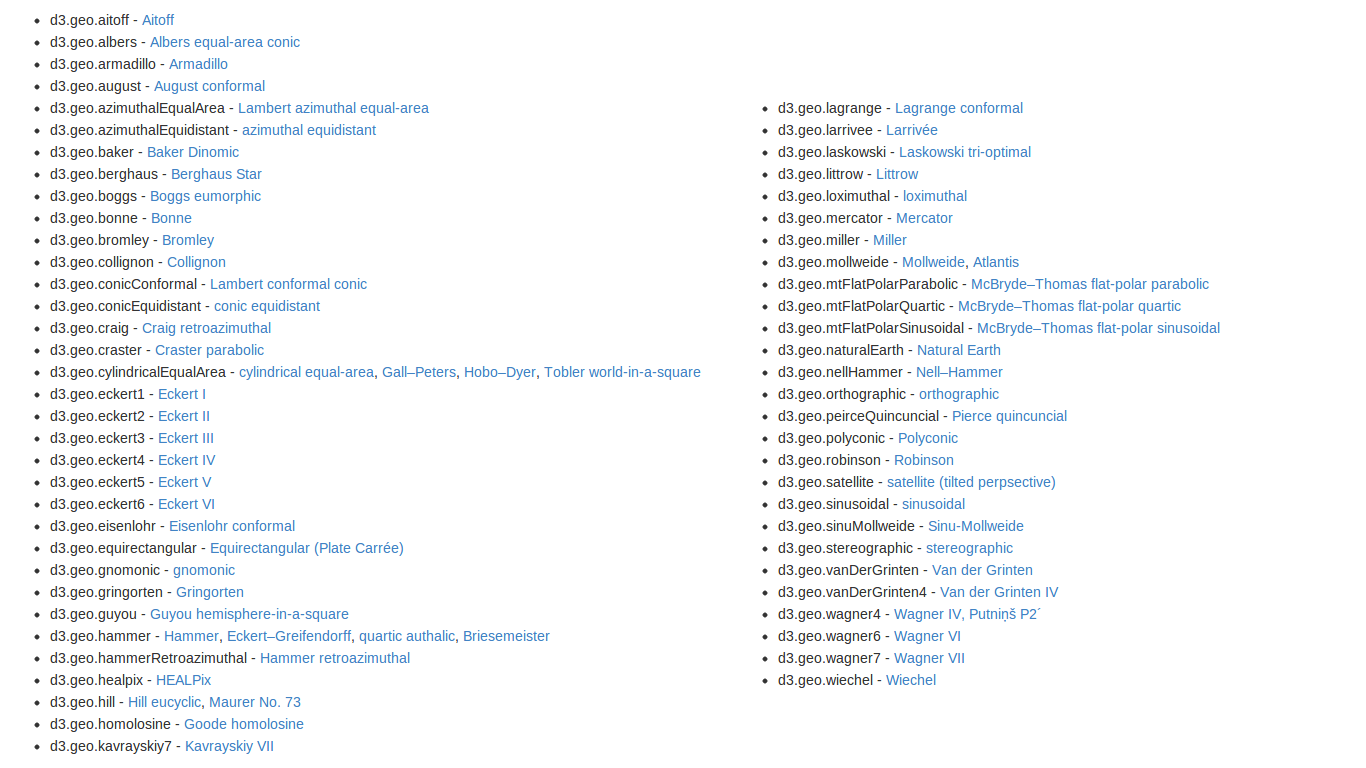 d3.geo.aitoff - Aitoff
d3.geo.albers - Albers equal-area conic
d3.geo.armadillo - Armadillo
d3.geo.august - August conformal
d3.geo.azimuthalEqualArea - Lambert azimuthal equal-area
d3.geo.azimuthalEquidistant - azimuthal equidistant
d3.geo.baker - Baker Dinomic
d3.geo.berghaus - Berghaus Star
d3.geo.boggs - Boggs eumorphic
d3.geo.bonne - Bonne
d3.geo.bromley - Bromley
d3.geo.collignon - Collignon
d3.geo.conicConformal - Lambert conformal conic
d3.geo.conicEquidistant - conic equidistant
d3.geo.craig - Craig retroazimuthal
d3.geo.craster - Craster parabolic
d3.geo.cylindricalEqualArea - cylindrical equal-area, Gall–Peters, Hobo–Dyer, Tobler world-in-a-square
d3.geo.eckert1 - Eckert I
d3.geo.eckert2 - Eckert II
d3.geo.eckert3 - Eckert III
d3.geo.eckert4 - Eckert IV
d3.geo.eckert5 - Eckert V
d3.geo.eckert6 - Eckert VI
d3.geo.eisenlohr - Eisenlohr conformal
d3.geo.equirectangular - Equirectangular (Plate Carrée)
d3.geo.gnomonic - gnomonic
d3.geo.gringorten - Gringorten
d3.geo.guyou - Guyou hemisphere-in-a-square
d3.geo.hammer - Hammer, Eckert–Greifendorff, quartic authalic, Briesemeister
d3.geo.hammerRetroazimuthal - Hammer retroazimuthal
d3.geo.healpix - HEALPix
d3.geo.hill - Hill eucyclic, Maurer No. 73
d3.geo.homolosine - Goode homolosine
d3.geo.kavrayskiy7 - Kavrayskiy VII
d3.geo.lagrange - Lagrange conformal
d3.geo.larrivee - Larrivée
d3.geo.laskowski - Laskowski tri-optimal
d3.geo.littrow - Littrow
d3.geo.loximuthal - loximuthal
d3.geo.mercator - Mercator
d3.geo.miller - Miller
d3.geo.mollweide - Mollweide, Atlantis
d3.geo.mtFlatPolarParabolic - McBryde–Thomas flat-polar parabolic
d3.geo.mtFlatPolarQuartic - McBryde–Thomas flat-polar quartic
d3.geo.mtFlatPolarSinusoidal - McBryde–Thomas flat-polar sinusoidal
d3.geo.naturalEarth - Natural Earth
d3.geo.nellHammer - Nell–Hammer
d3.geo.orthographic - orthographic
d3.geo.peirceQuincuncial - Pierce quincuncial
d3.geo.polyconic - Polyconic
d3.geo.robinson - Robinson
d3.geo.satellite - satellite (tilted perpsective)
d3.geo.sinusoidal - sinusoidal
d3.geo.sinuMollweide - Sinu-Mollweide
d3.geo.stereographic - stereographic
d3.geo.vanDerGrinten - Van der Grinten
d3.geo.vanDerGrinten4 - Van der Grinten IV
d3.geo.wagner4 - Wagner IV, Putniņš P2´
d3.geo.wagner6 - Wagner VI
d3.geo.wagner7 - Wagner VII
d3.geo.wiechel - Wiechel